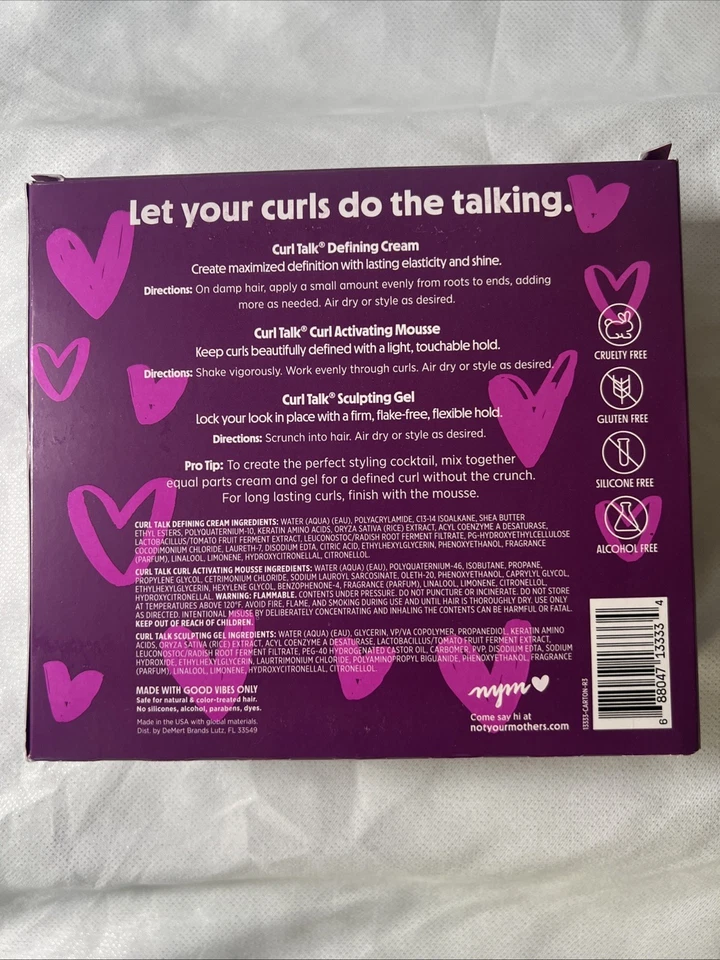 Let your curls do the talking.
Curl Talk® Defining Cream
Create maximized definition with lasting elasticity and shine.
Directions: On damp hair, apply a small amount evenly from roots to ends, adding
more as needed. Air dry or style as desired.
Curl Talk® Curl Activating Mousse
Keep curls beautifully defined with a light, touchable hold.
Directions: Shake vigorously. Work evenly through curls. Air dry or style as desired.
Curl Talk® Sculpting Gel
Lock your look in place with a firm, flake-free, flexible hold.
Directions: Scrunch into hair. Air dry or style as desired.
Pro Tip: To create the perfect styling cocktail, mix together
equal parts cream and gel for a defined curl without the crunch.
For long lasting curls, finish with the mousse.
CURL TALK DEFINING CREAM INGREDIENTS: WATER (AQUA) (EAU), POLYACRYLAMIDE, C13-14 ISOALKANE, SHEA BUTTER
ETHYL ESTERS, POLYQUATERNIUM-10, KERATIN AMINO ACIDS, ORYZA SATIVA (RICE) EXTRACT, ACYL COENZYME A DESATURASE,
LACTOBACILLUS/TOMATO FRUIT FERMENT EXTRACT, LEUCONOSTOC/RADISH ROOT FERMENT FILTRATE, PG-HYDROXYETHYLCELLULOSE
COCODIMONIUM CHLORIDE, LAURETH-7, DISODIUM EDTA, CITRIC ACID, ETHYLHEXYLGLYCERIN, PHENOXYETHANOL, FRAGRANCE
(PARFUM), LINALOOL, LIMONENE, HYDROXYCITRONELLAL, CITRONELLOL.
CURL TALK CURL ACTIVATING MOUSSE INGREDIENTS: WATER (AQUA) (EAU), POLYQUATERNIUM-46, ISOBUTANE, PROPANE,
PROPYLENE GLYCOL, CETRIMONIUM CHLORIDE, SODIUM LAUROYL SARCOSINATE, OLETH-20, PHENOXYETHANOL, CAPRYLYL GLYCOL,
ETHYLHEXYLGLYCERIN, HEXYLENE GLYCOL, BENZOPHENONE-4, FRAGRANCE (PARFUM), LINALOOL, LIMONENE, CITRONELLOL,
HYDROXYCITRONELLAL. WARNING: FLAMMABLE. CONTENTS UNDER PRESSURE. DO NOT PUNCTURE OR INCINERATE. DO NOT STORE
AT TEMPERATURES ABOVE 120°F. AVOID FIRE, FLAME, AND SMOKING DURING USE AND UNTIL HAIR IS THOROUGHLY DRY. USE ONLY
AS DIRECTED. INTENTIONAL MISUSE BY DELIBERATELY CONCENTRATING AND INHALING THE CONTENTS CAN BE HARMFUL OR FATAL.
KEEP OUT OF REACH OF CHILDREN.
CURL TALK SCULPTING GEL INGREDIENTS: WATER (AQUA) (EAU), GLYCERIN, VP/VA COPOLYMER, PROPANEDIOL, KERATIN AMINO
ACIDS, ORYZA SATIVA (RICE) EXTRACT, ACYL COENZYME A DESATURASE, LACTOBACILLUS/TOMATO FRUIT FERMENT EXTRACT,
LEUCONOSTOC/RADISH ROOT FERMENT FILTRATE, PEG-40 HYDROGENATED CASTOR OIL, CARBOMER, PVP, DISODIUM EDTA, SODIUM
HYDROXIDE, ETHYLHEXYLGLYCERIN, LAURTRIMONIUM CHLORIDE, POLYAMINOPROPYL BIGUANIDE, PHENOXYETHANOL, FRAGRANCE
(PARFUM), LINALOOL, LIMONENE, HYDROXYCITRONELLAL, CITRONELLOL.
MADE WITH GOOD VIBES ONLY
Safe for natural & color-treated hair.
No silicones, alcohol, parabens, dyes.
Made in the USA with global materials.
Dist. by DeMert Brands Lutz, FL 33549
nym
Come say hi at
notyourmothers.com
CRUELTY FREE
GLUTEN FREE
SILICONE FREE
ALCOHOL FREE
13333-CARTON-R3
6 88047 13333 4